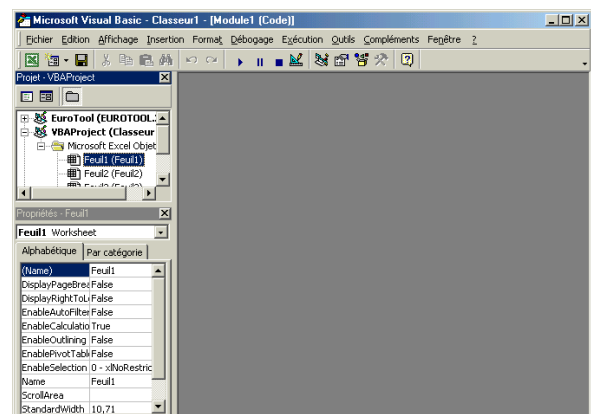 Microsoft Visual Basic - Classeur1 - [Module1 (Code)]
Fichier Edition Affichage Insertion Format Débogage Exécution Outils Compléments Fenêtre ?
Projet - VBAProject
EuroTool (EUROTOOL.
VBAProject (Classeur
Microsoft Excel Objet
Feuil1 (Feuil1)
Feuil2 (Feuil2)
Propriétés - Feuil1
Feuil1 Worksheet
Alphabétique Par catégorie
(Name) Feuil1
DisplayPageBrea False
DisplayRightToLe False
EnableAutoFilter False
EnableCalculatio True
EnableOutlining False
EnablePivotTabl False
EnableSelection 0 - xlNoRestric
Name Feuil1
ScrollArea
StandardWidth 10,71